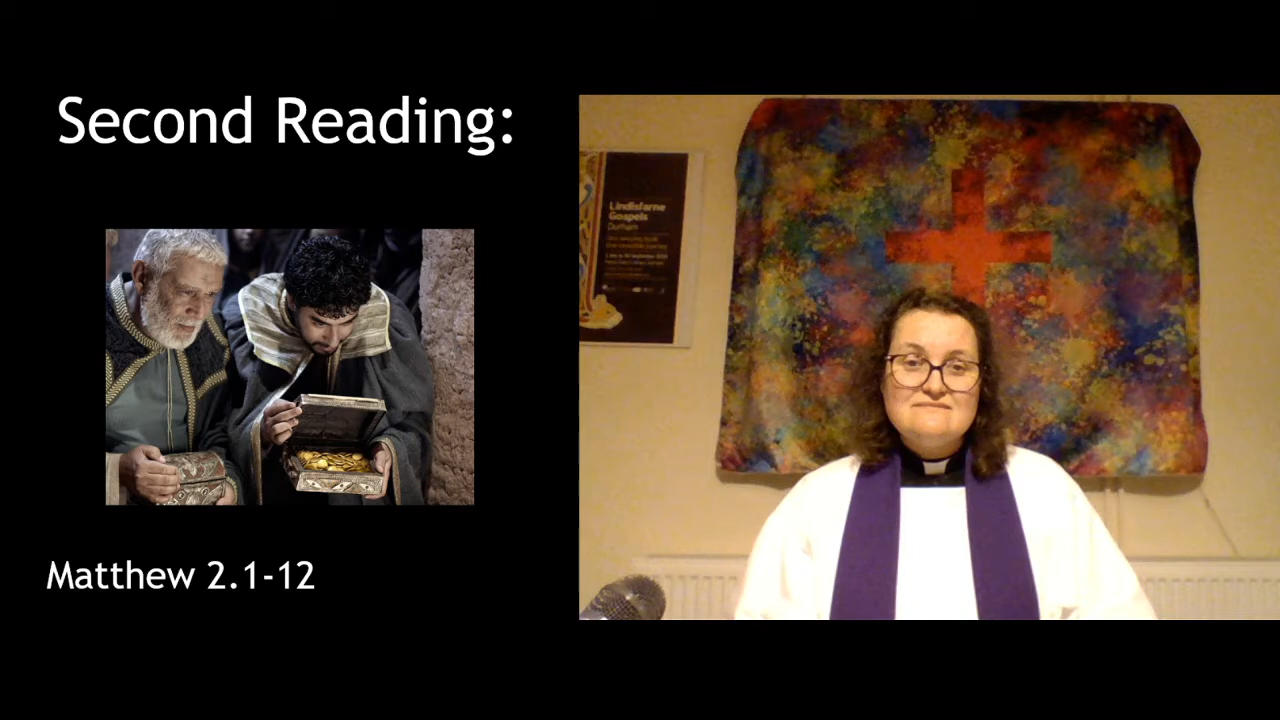 Second Reading:
Matthew 2.1-12
Lindisfarne
Gospels
Durham